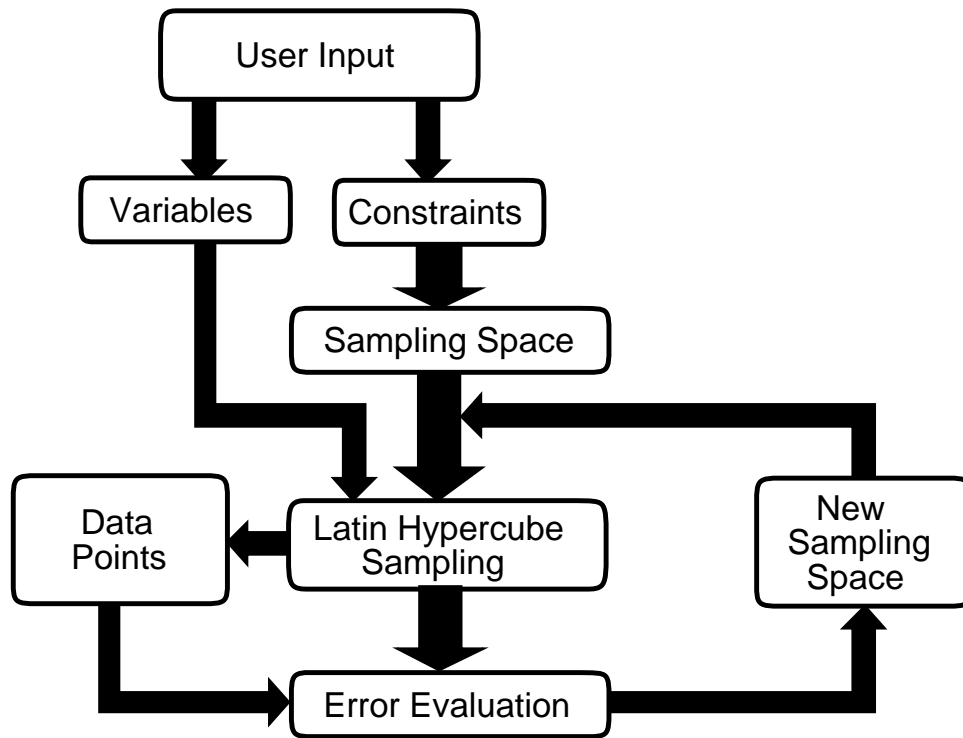 User Input
Variables
Constraints
Sampling Space
Latin Hypercube
Sampling
Data
Points
New
Sampling
Space
Error Evaluation